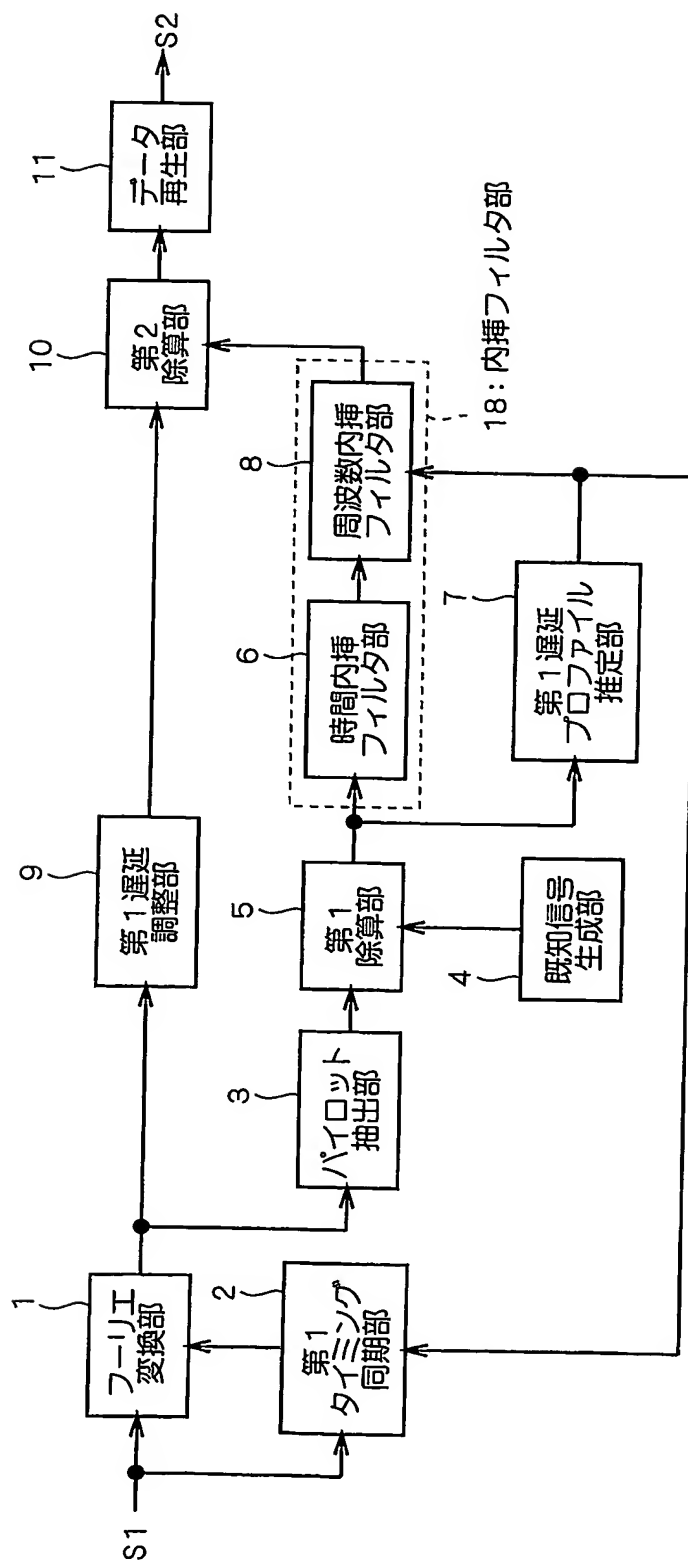 S1
1
フーリエ
変換部
2
第1
タイミング
同期部
3
パイロット
抽出部
4
既知信号
生成部
5
第1
除算部
6
時間内挿
フィルタ部
7
第1遅延
プロファイル
推定部
8
周波数内挿
フィルタ部
18:内挿フィルタ部
9
第1遅延
調整部
10
第2
除算部
11
データ
再生部
S2